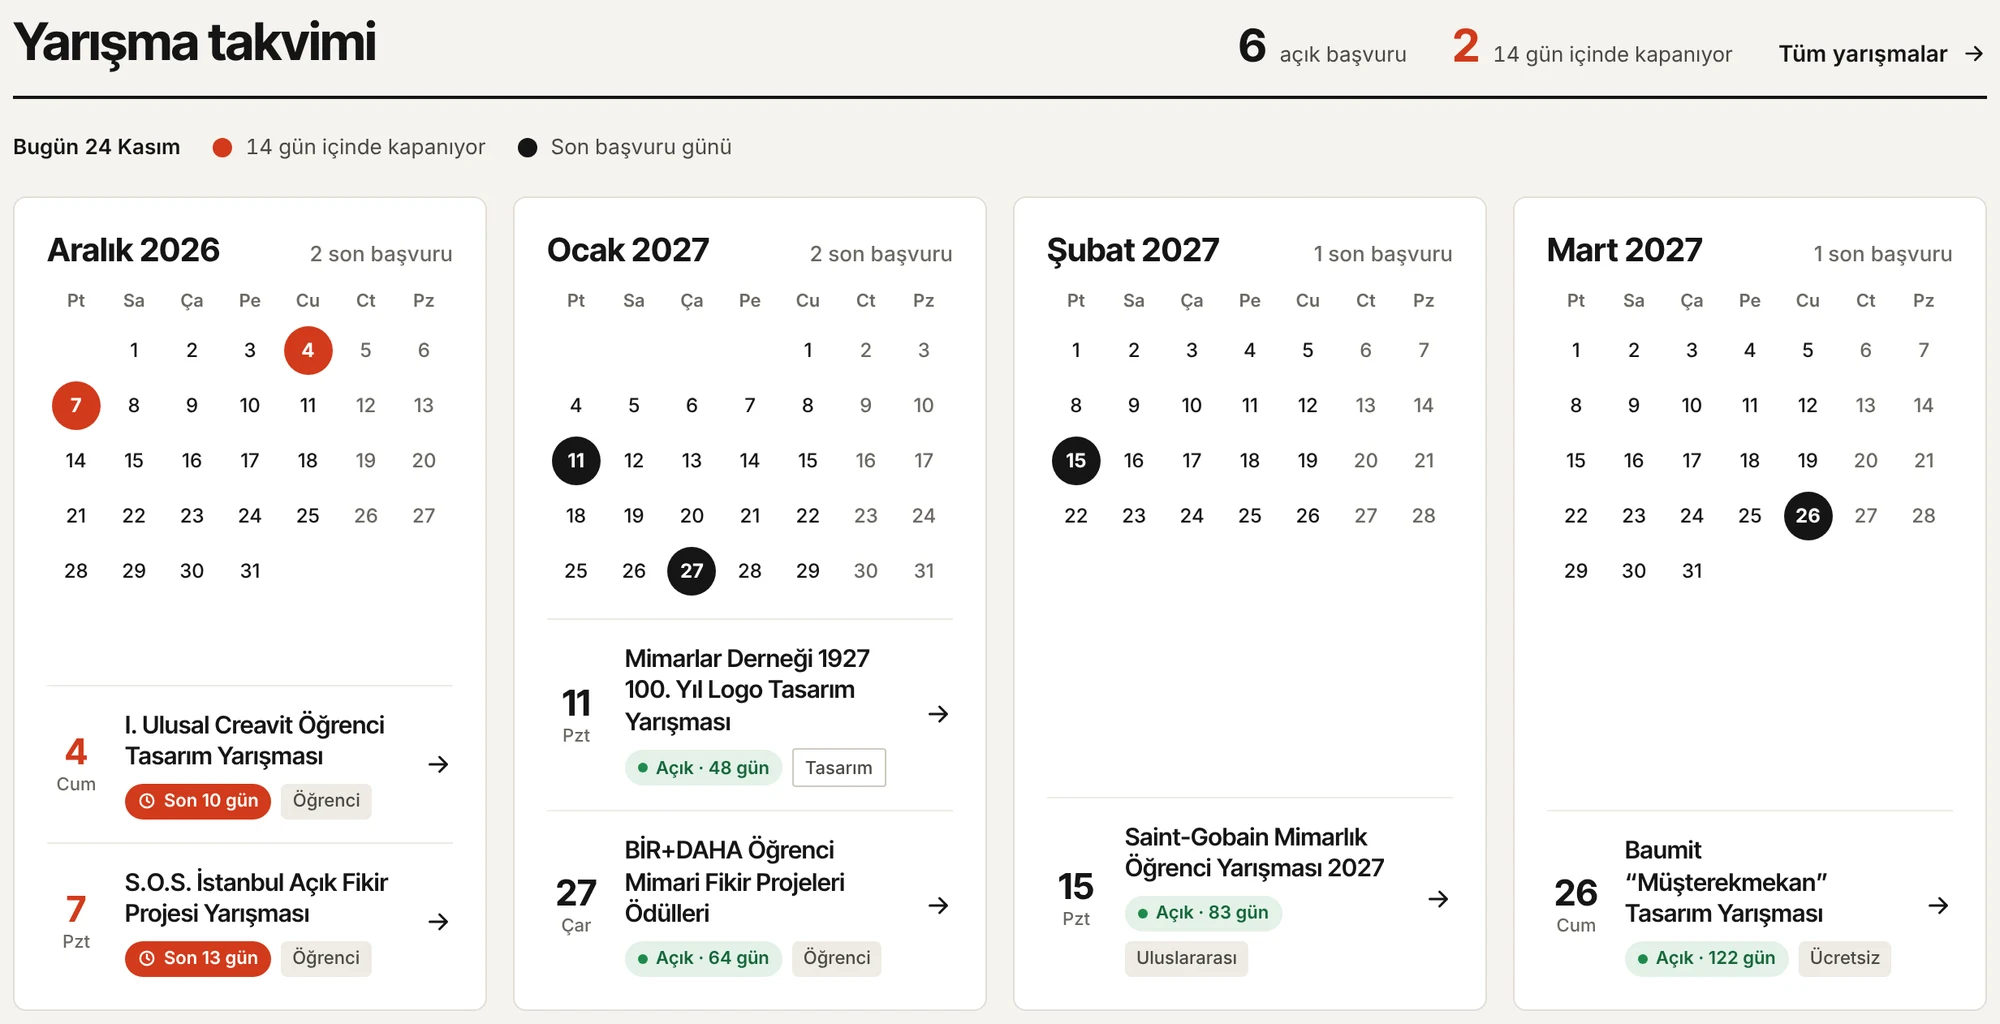 Yarışma takvimi
6 açık başvuru 2 14 gün içinde kapanıyor Tüm yarışmalar →
Bugün 24 Kasım 14 gün içinde kapanıyor Son başvuru günü
Aralık 2026 2 son başvuru
Pt Sa Ça Pe Cu Ct Pz
1 2 3 4 5 6
7 8 9 10 11 12 13
14 15 16 17 18 19 20
21 22 23 24 25 26 27
28 29 30 31
4 Cum
I. Ulusal Creavit Öğrenci
Tasarım Yarışması
→
Son 10 gün Öğrenci
7 Pzt
S.O.S. İstanbul Açık Fikir
Projesi Yarışması
→
Son 13 gün Öğrenci
Ocak 2027 2 son başvuru
Pt Sa Ça Pe Cu Ct Pz
1 2 3
4 5 6 7 8 9 10
11 12 13 14 15 16 17
18 19 20 21 22 23 24
25 26 27 28 29 30 31
11 Pzt
Mimarlar Derneği 1927
100. Yıl Logo Tasarım
Yarışması
→
Açık · 48 gün Tasarım
27 Çar
BİR+DAHA Öğrenci
Mimari Fikir Projeleri
Ödülleri
→
Açık · 64 gün Öğrenci
Şubat 2027 1 son başvuru
Pt Sa Ça Pe Cu Ct Pz
1 2 3 4 5 6 7
8 9 10 11 12 13 14
15 16 17 18 19 20 21
22 23 24 25 26 27 28
15 Pzt
Saint-Gobain Mimarlık
Öğrenci Yarışması 2027
→
Açık · 83 gün
Uluslararası
Mart 2027 1 son başvuru
Pt Sa Ça Pe Cu Ct Pz
1 2 3 4 5 6 7
8 9 10 11 12 13 14
15 16 17 18 19 20 21
22 23 24 25 26 27 28
29 30 31
26 Cum
Baumit
“Müşterekmekan”
Tasarım Yarışması
→
Açık · 122 gün Ücretsiz